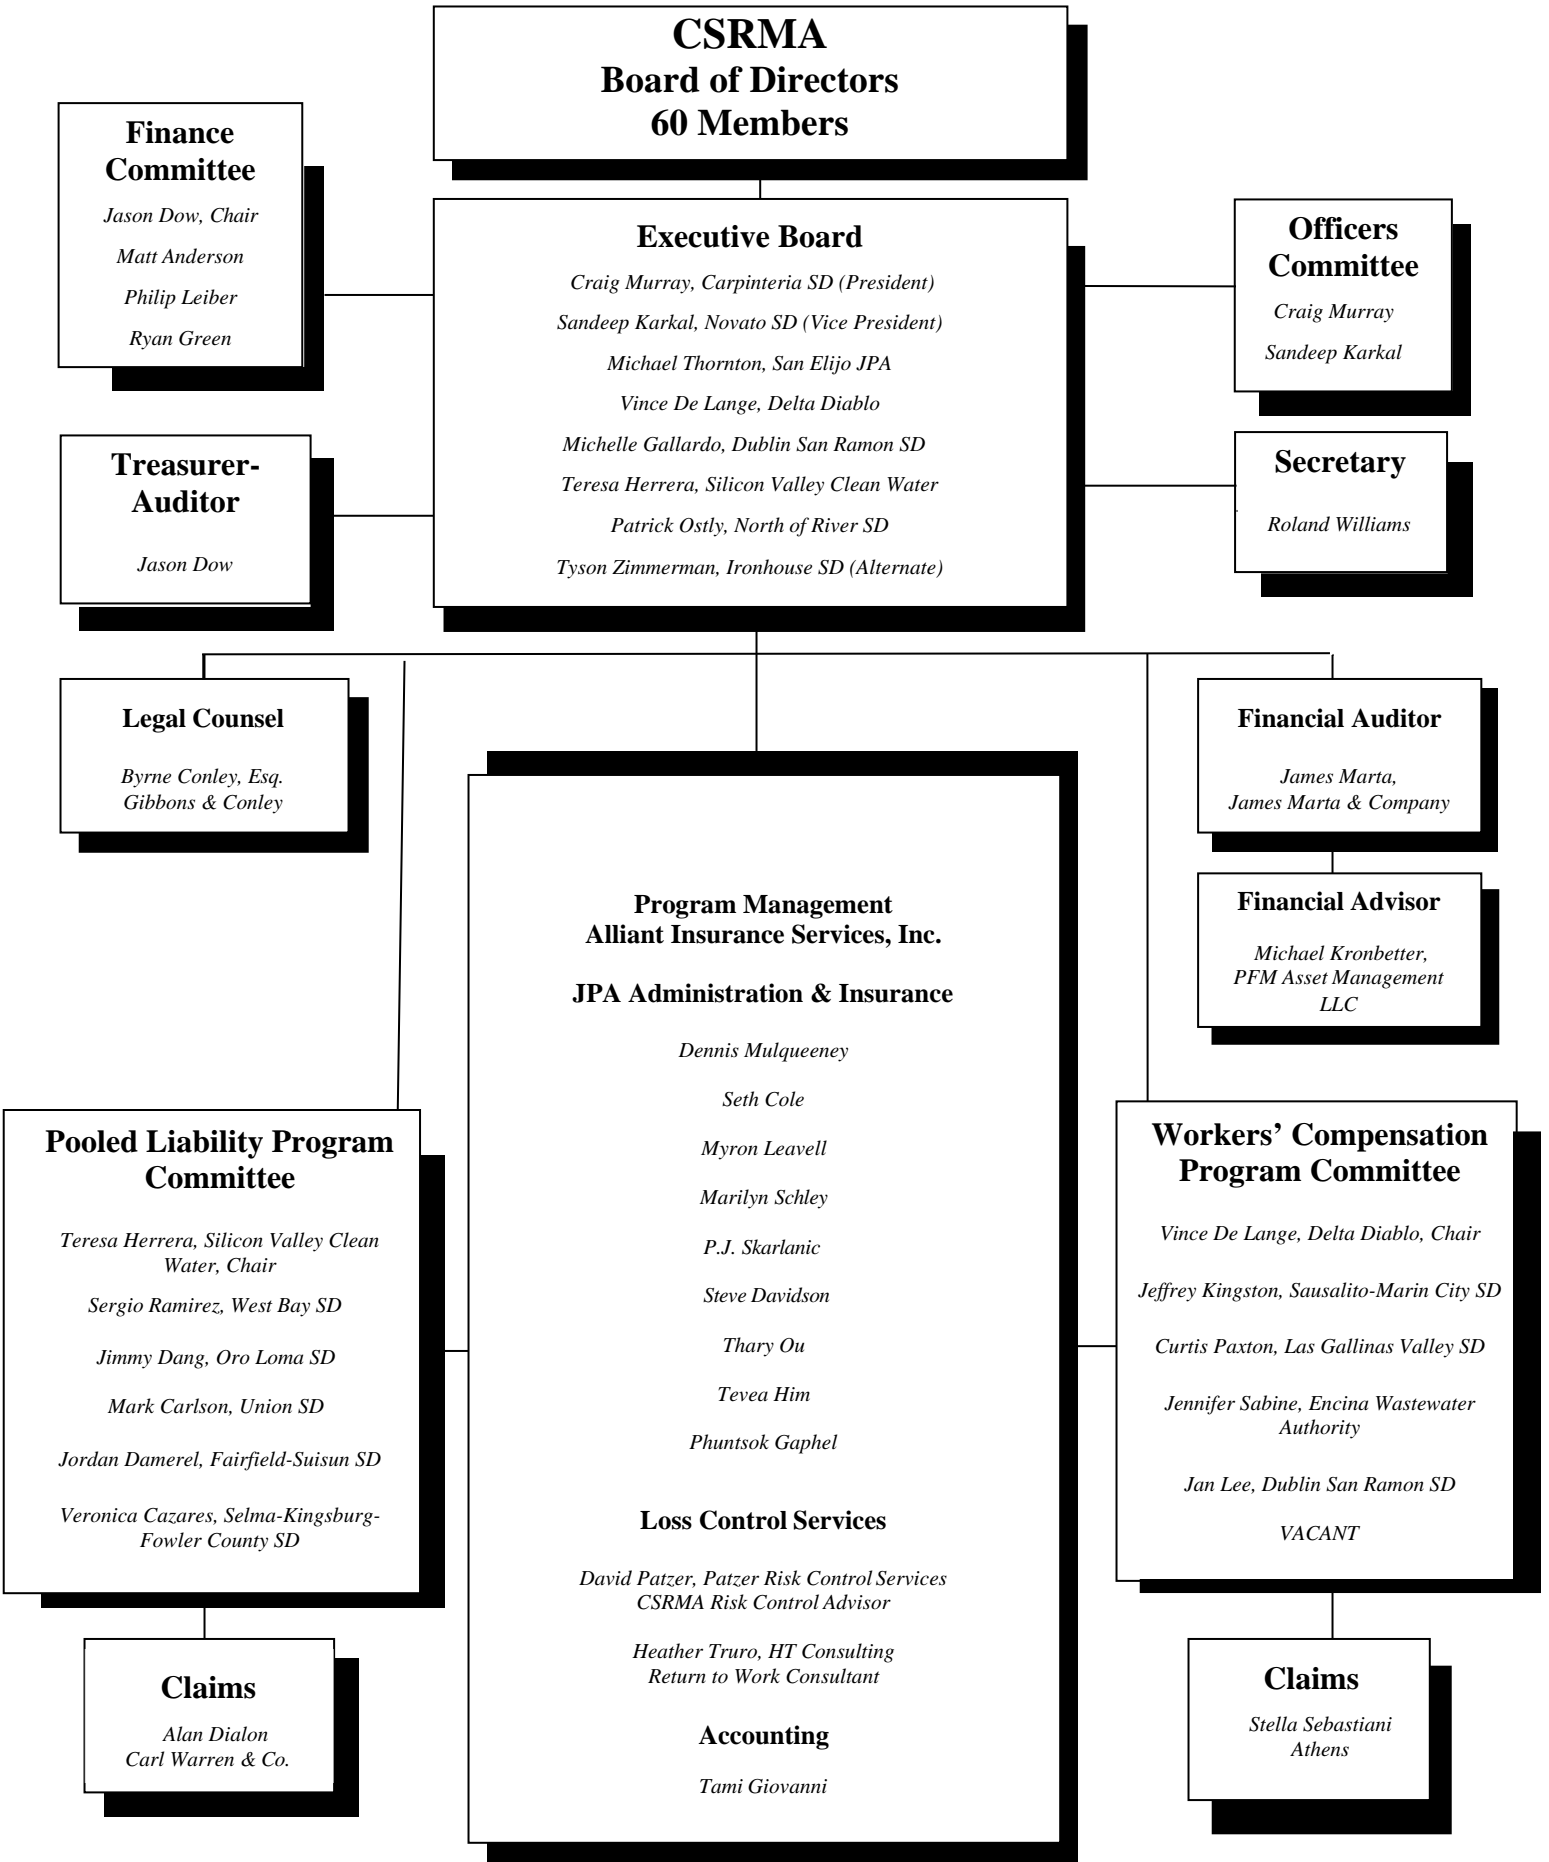 CSRMA
Board of Directors
60 Members
Finance
Committee
Jason Dow, Chair
Matt Anderson
Philip Leiber
Ryan Green
Executive Board
Craig Murray, Carpinteria SD (President)
Sandeep Karkal, Novato SD (Vice President)
Michael Thornton, San Elijo JPA
Vince De Lange, Delta Diablo
Michelle Gallardo, Dublin San Ramon SD
Teresa Herrera, Silicon Valley Clean Water
Patrick Ostly, North of River SD
Tyson Zimmerman, Ironhouse SD (Alternate)
Officers
Committee
Craig Murray
Sandeep Karkal
Treasurer-
Auditor
Jason Dow
Secretary
Roland Williams
Legal Counsel
Byrne Conley, Esq.
Gibbons & Conley
Financial Auditor
James Marta,
James Marta & Company
Financial Advisor
Michael Kronbetter,
PFM Asset Management
LLC
Program Management
Alliant Insurance Services, Inc.
JPA Administration & Insurance
Dennis Mulqueeney
Seth Cole
Myron Leavell
Marilyn Schley
P.J. Skarlanic
Steve Davidson
Thary Ou
Tevea Him
Phuntsok Gaphel
Loss Control Services
David Patzer, Patzer Risk Control Services
CSRMA Risk Control Advisor
Heather Truro, HT Consulting
Return to Work Consultant
Accounting
Tami Giovanni
Pooled Liability Program
Committee
Teresa Herrera, Silicon Valley Clean
Water, Chair
Sergio Ramirez, West Bay SD
Jimmy Dang, Oro Loma SD
Mark Carlson, Union SD
Jordan Damerel, Fairfield-Suisun SD
Veronica Cazares, Selma-Kingsburg-
Fowler County SD
Workers’ Compensation
Program Committee
Vince De Lange, Delta Diablo, Chair
Jeffrey Kingston, Sausalito-Marin City SD
Curtis Paxton, Las Gallinas Valley SD
Jennifer Sabine, Encina Wastewater
Authority
Jan Lee, Dublin San Ramon SD
VACANT
Claims
Alan Dialon
Carl Warren & Co.
Claims
Stella Sebastiani
Athens